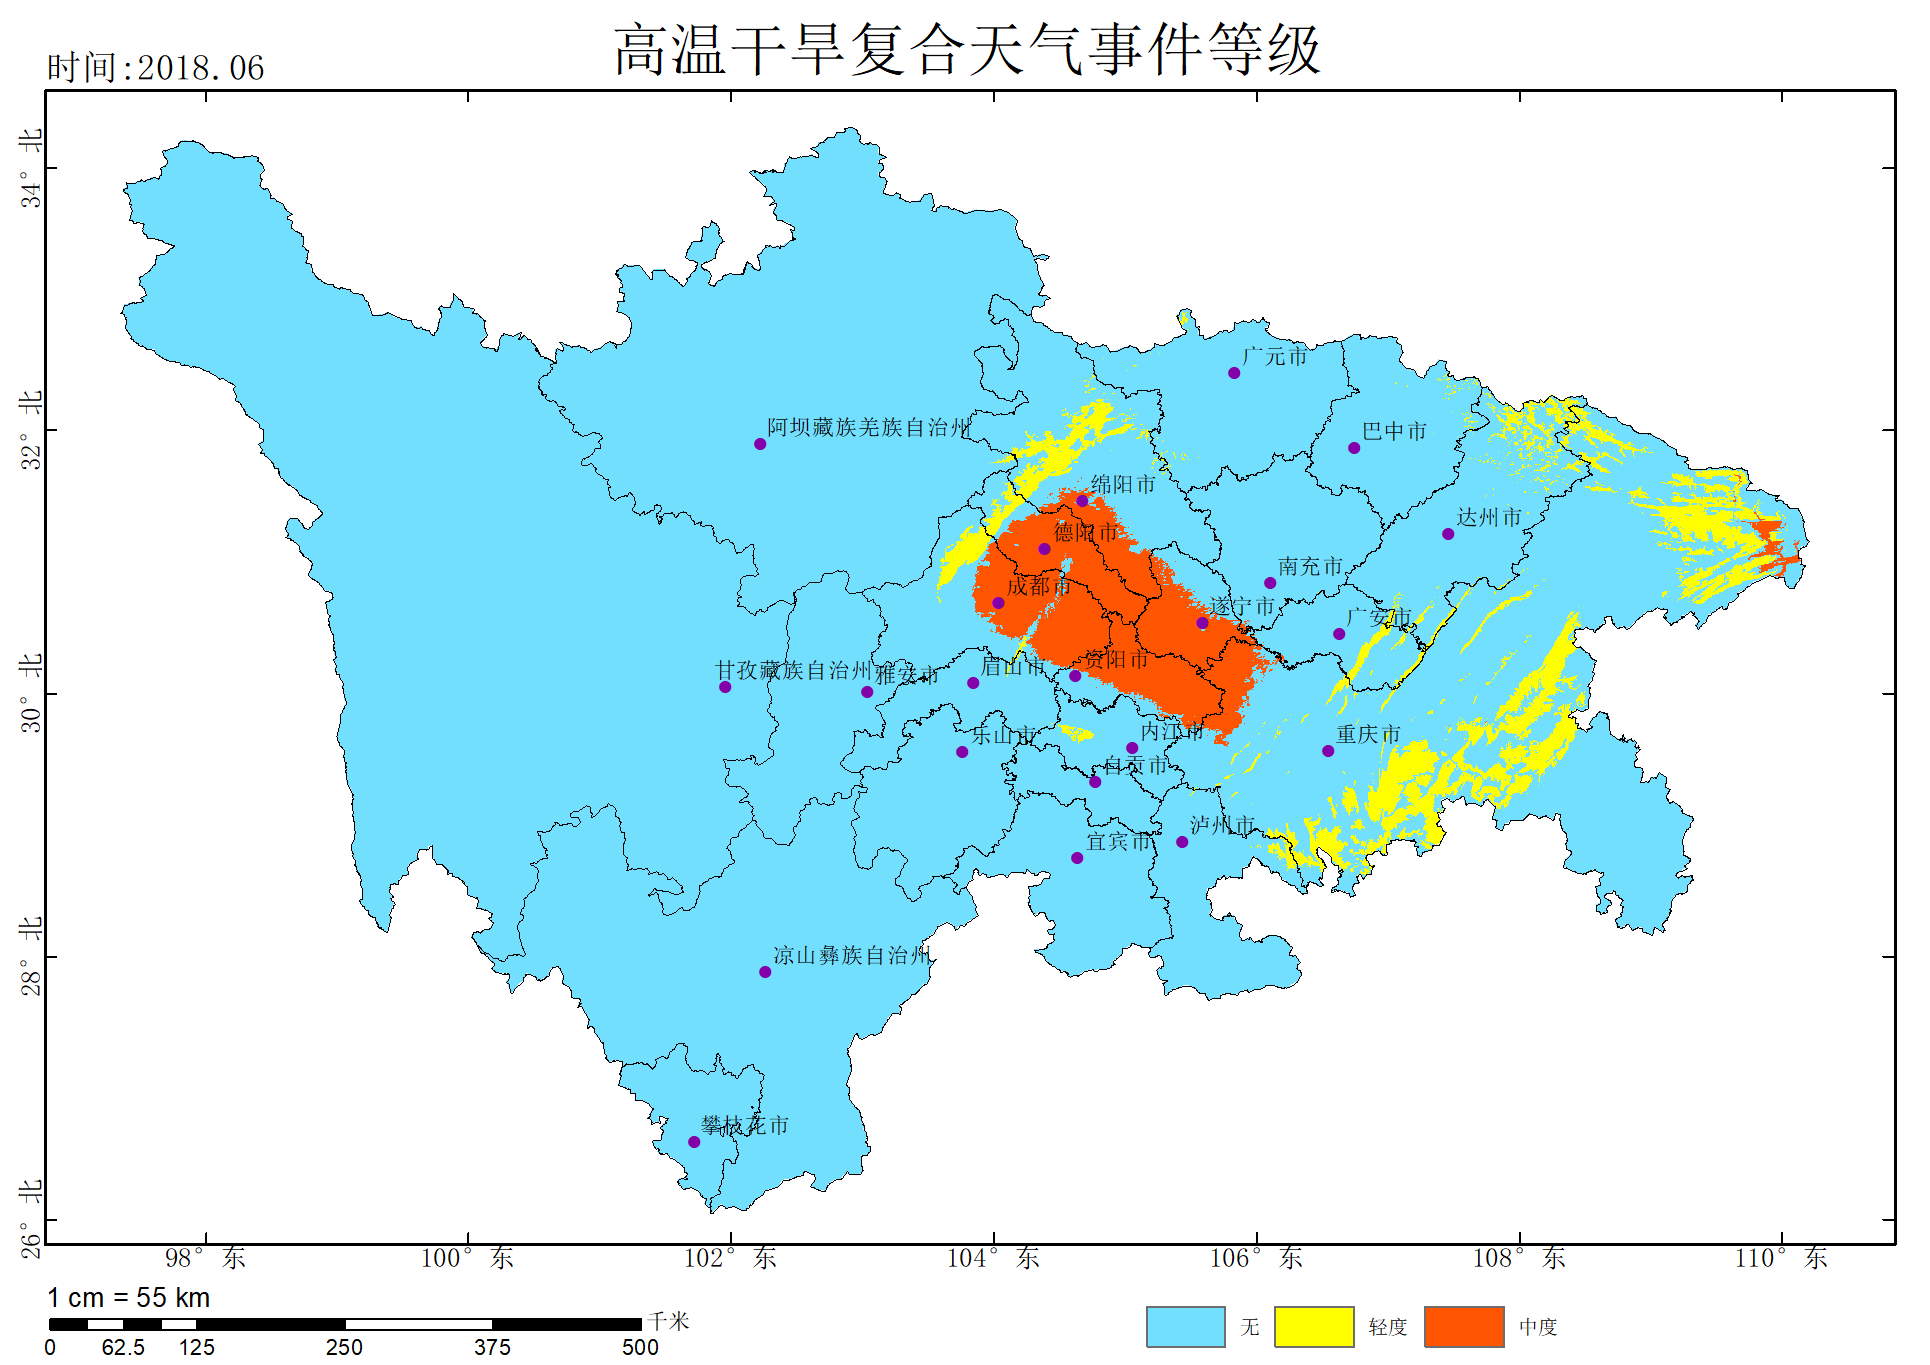 高温干旱复合天气事件等级
时间:2018.06
34° 北
32° 北
30° 北
28° 北
26° 北
广元市
阿坝藏族羌族自治州
巴中市
绵阳市
达州市
德阳市
南充市
成都市
遂宁市
广安市
资阳市
眉山市
甘孜藏族自治州
雅安市
内江市
乐山市
重庆市
自贡市
泸州市
宜宾市
凉山彝族自治州
攀枝花市
98° 东
100° 东
102° 东
104° 东
106° 东
108° 东
110° 东
1 cm = 55 km
千米
0 62.5 125 250 375 500
无
轻度
中度